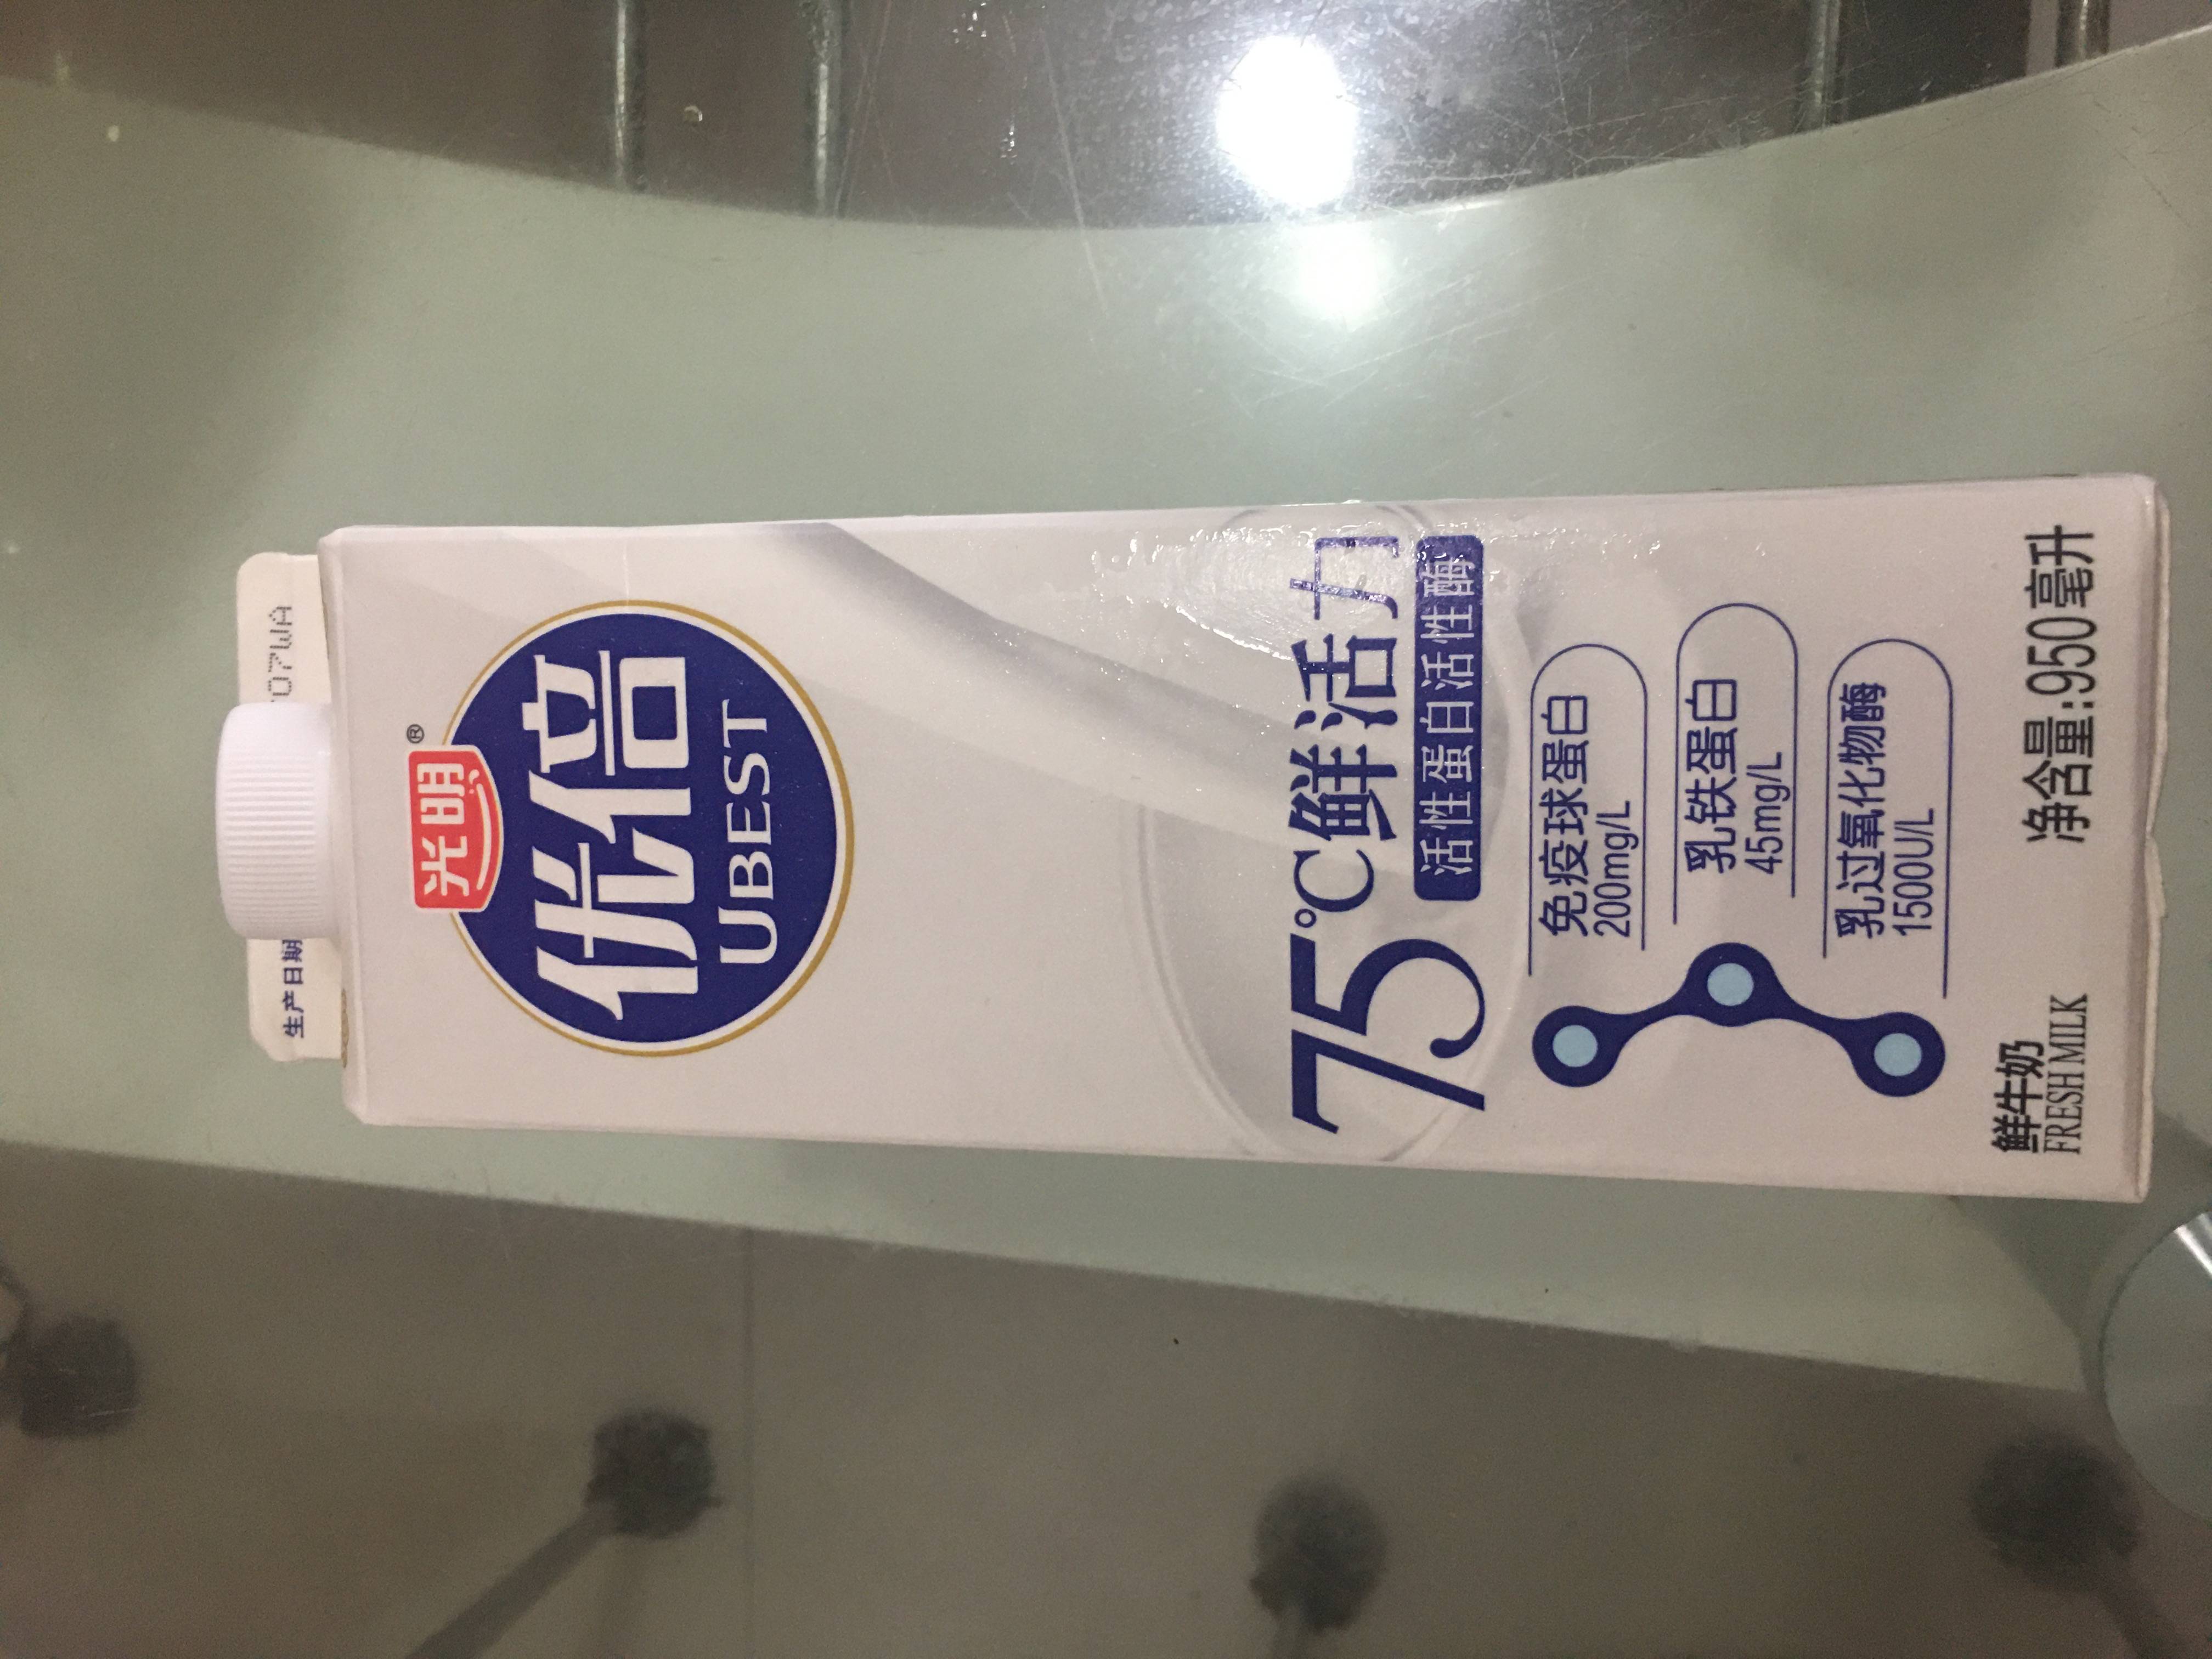 生产日期
07WA
光明®
优倍
UBEST
75℃鲜活力
活性蛋白活性酶
免疫球蛋白
200mg/L
乳铁蛋白
45mg/L
乳过氧化物酶
1500U/L
鲜牛奶
FRESH MILK
净含量:950毫升